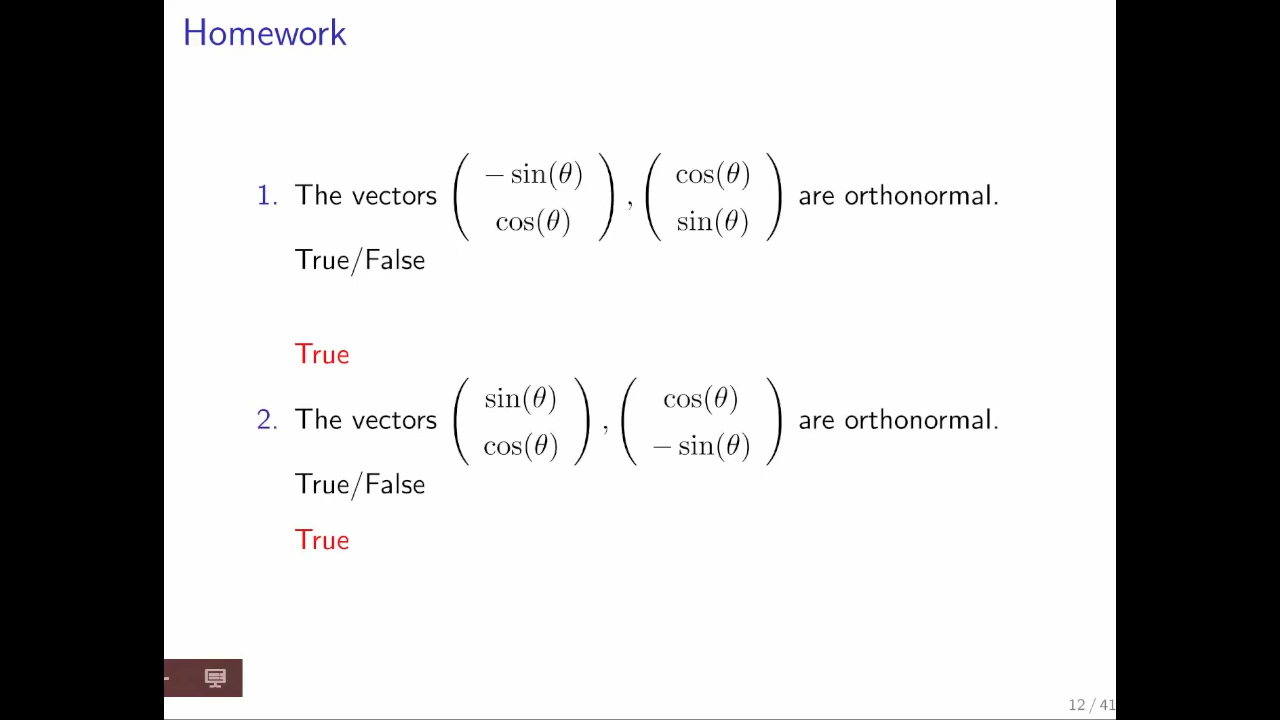 Homework
1. The vectors ( − sin(θ) cos(θ) ) , ( cos(θ) sin(θ) ) are orthonormal.
True/False
True
2. The vectors ( sin(θ) cos(θ) ) , ( cos(θ) − sin(θ) ) are orthonormal.
True/False
True
12 / 41